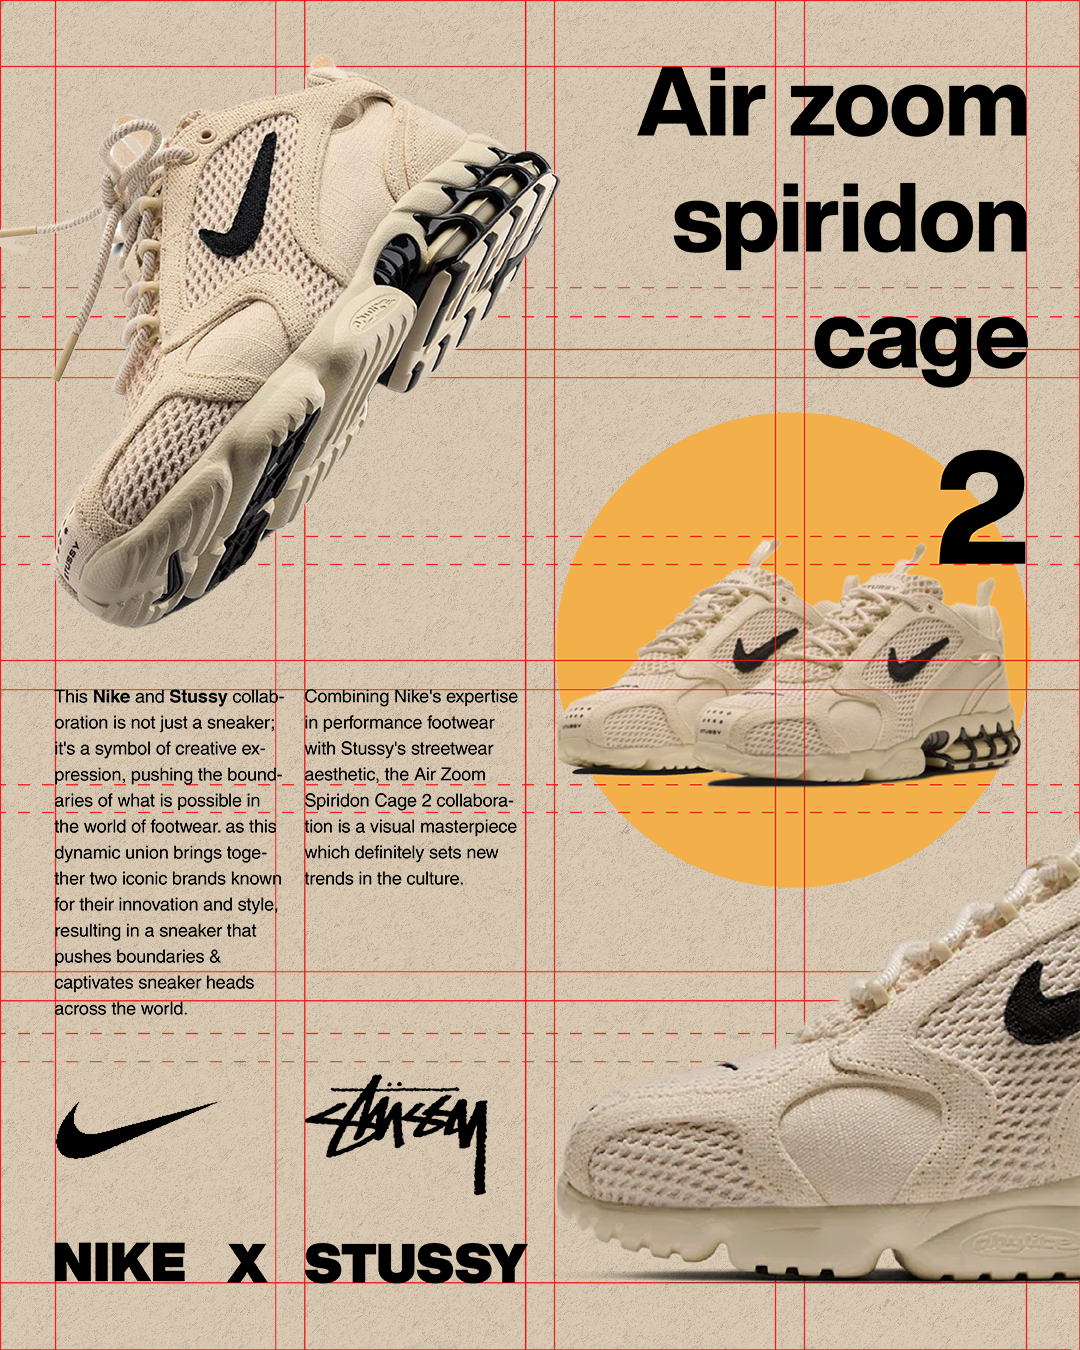 Air zoom
spiridon
cage
2
This Nike and Stussy collab-
oration is not just a sneaker;
it's a symbol of creative ex-
pression, pushing the bound-
aries of what is possible in
the world of footwear. as this
dynamic union brings toge-
ther two iconic brands known
for their innovation and style,
resulting in a sneaker that
pushes boundaries &
captivates sneaker heads
across the world.
Combining Nike's expertise
in performance footwear
with Stussy's streetwear
aesthetic, the Air Zoom
Spiridon Cage 2 collabora-
tion is a visual masterpiece
which definitely sets new
trends in the culture.
STUSSY
STUSSY
STUSSY
Stüssy
NIKE X STUSSY